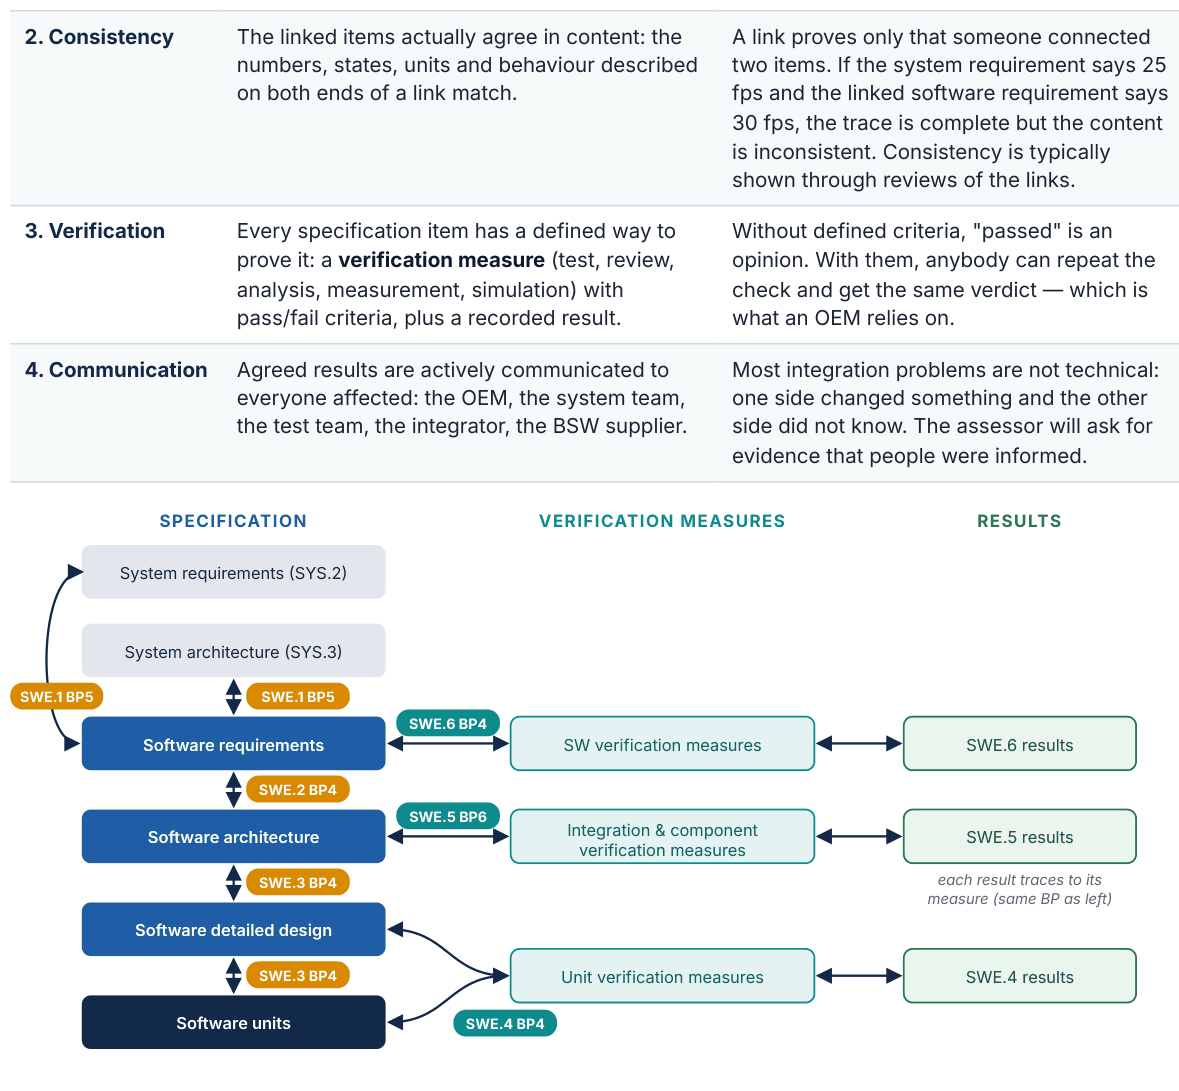 2. Consistency
The linked items actually agree in content: the
numbers, states, units and behaviour described
on both ends of a link match.
A link proves only that someone connected
two items. If the system requirement says 25
fps and the linked software requirement says
30 fps, the trace is complete but the content
is inconsistent. Consistency is typically
shown through reviews of the links.
3. Verification
Every specification item has a defined way to
prove it: a verification measure (test, review,
analysis, measurement, simulation) with
pass/fail criteria, plus a recorded result.
Without defined criteria, "passed" is an
opinion. With them, anybody can repeat the
check and get the same verdict — which is
what an OEM relies on.
4. Communication
Agreed results are actively communicated to
everyone affected: the OEM, the system team,
the test team, the integrator, the BSW supplier.
Most integration problems are not technical:
one side changed something and the other
side did not know. The assessor will ask for
evidence that people were informed.
SPECIFICATION
VERIFICATION MEASURES
RESULTS
System requirements (SYS.2)
System architecture (SYS.3)
SWE.1 BP5
SWE.1 BP5
Software requirements
SWE.6 BP4
SW verification measures
SWE.6 results
SWE.2 BP4
Software architecture
SWE.5 BP6
Integration & component
verification measures
SWE.5 results
each result traces to its
measure (same BP as left)
SWE.3 BP4
Software detailed design
SWE.3 BP4
Unit verification measures
SWE.4 results
Software units
SWE.4 BP4